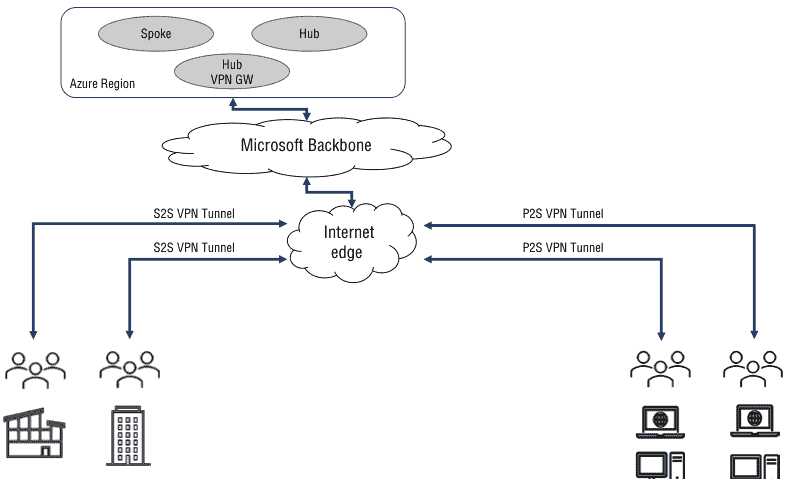 Spoke
Hub
Hub
VPN GW
Azure Region
Microsoft Backbone
Internet
edge
S2S VPN Tunnel
P2S VPN Tunnel
S2S VPN Tunnel
P2S VPN Tunnel